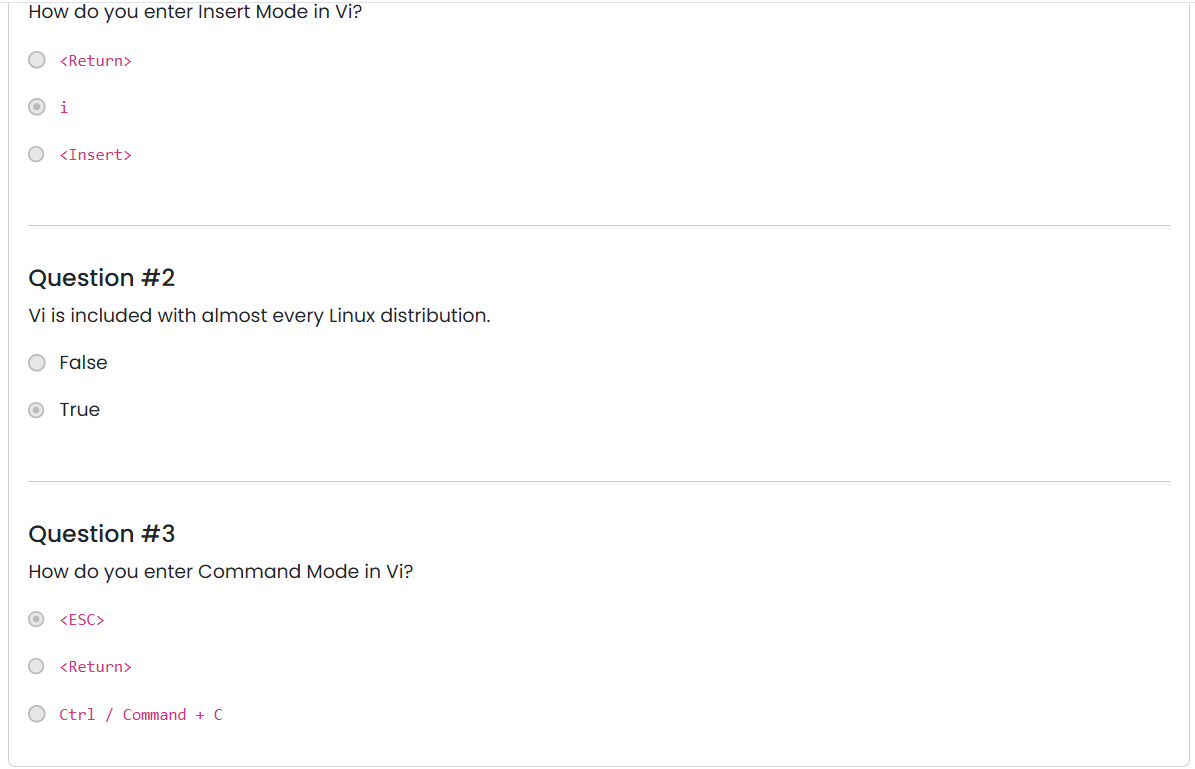 How do you enter Insert Mode in Vi?
<Return>
i
<Insert>
Question #2
Vi is included with almost every Linux distribution.
False
True
Question #3
How do you enter Command Mode in Vi?
<ESC>
<Return>
Ctrl / Command + C